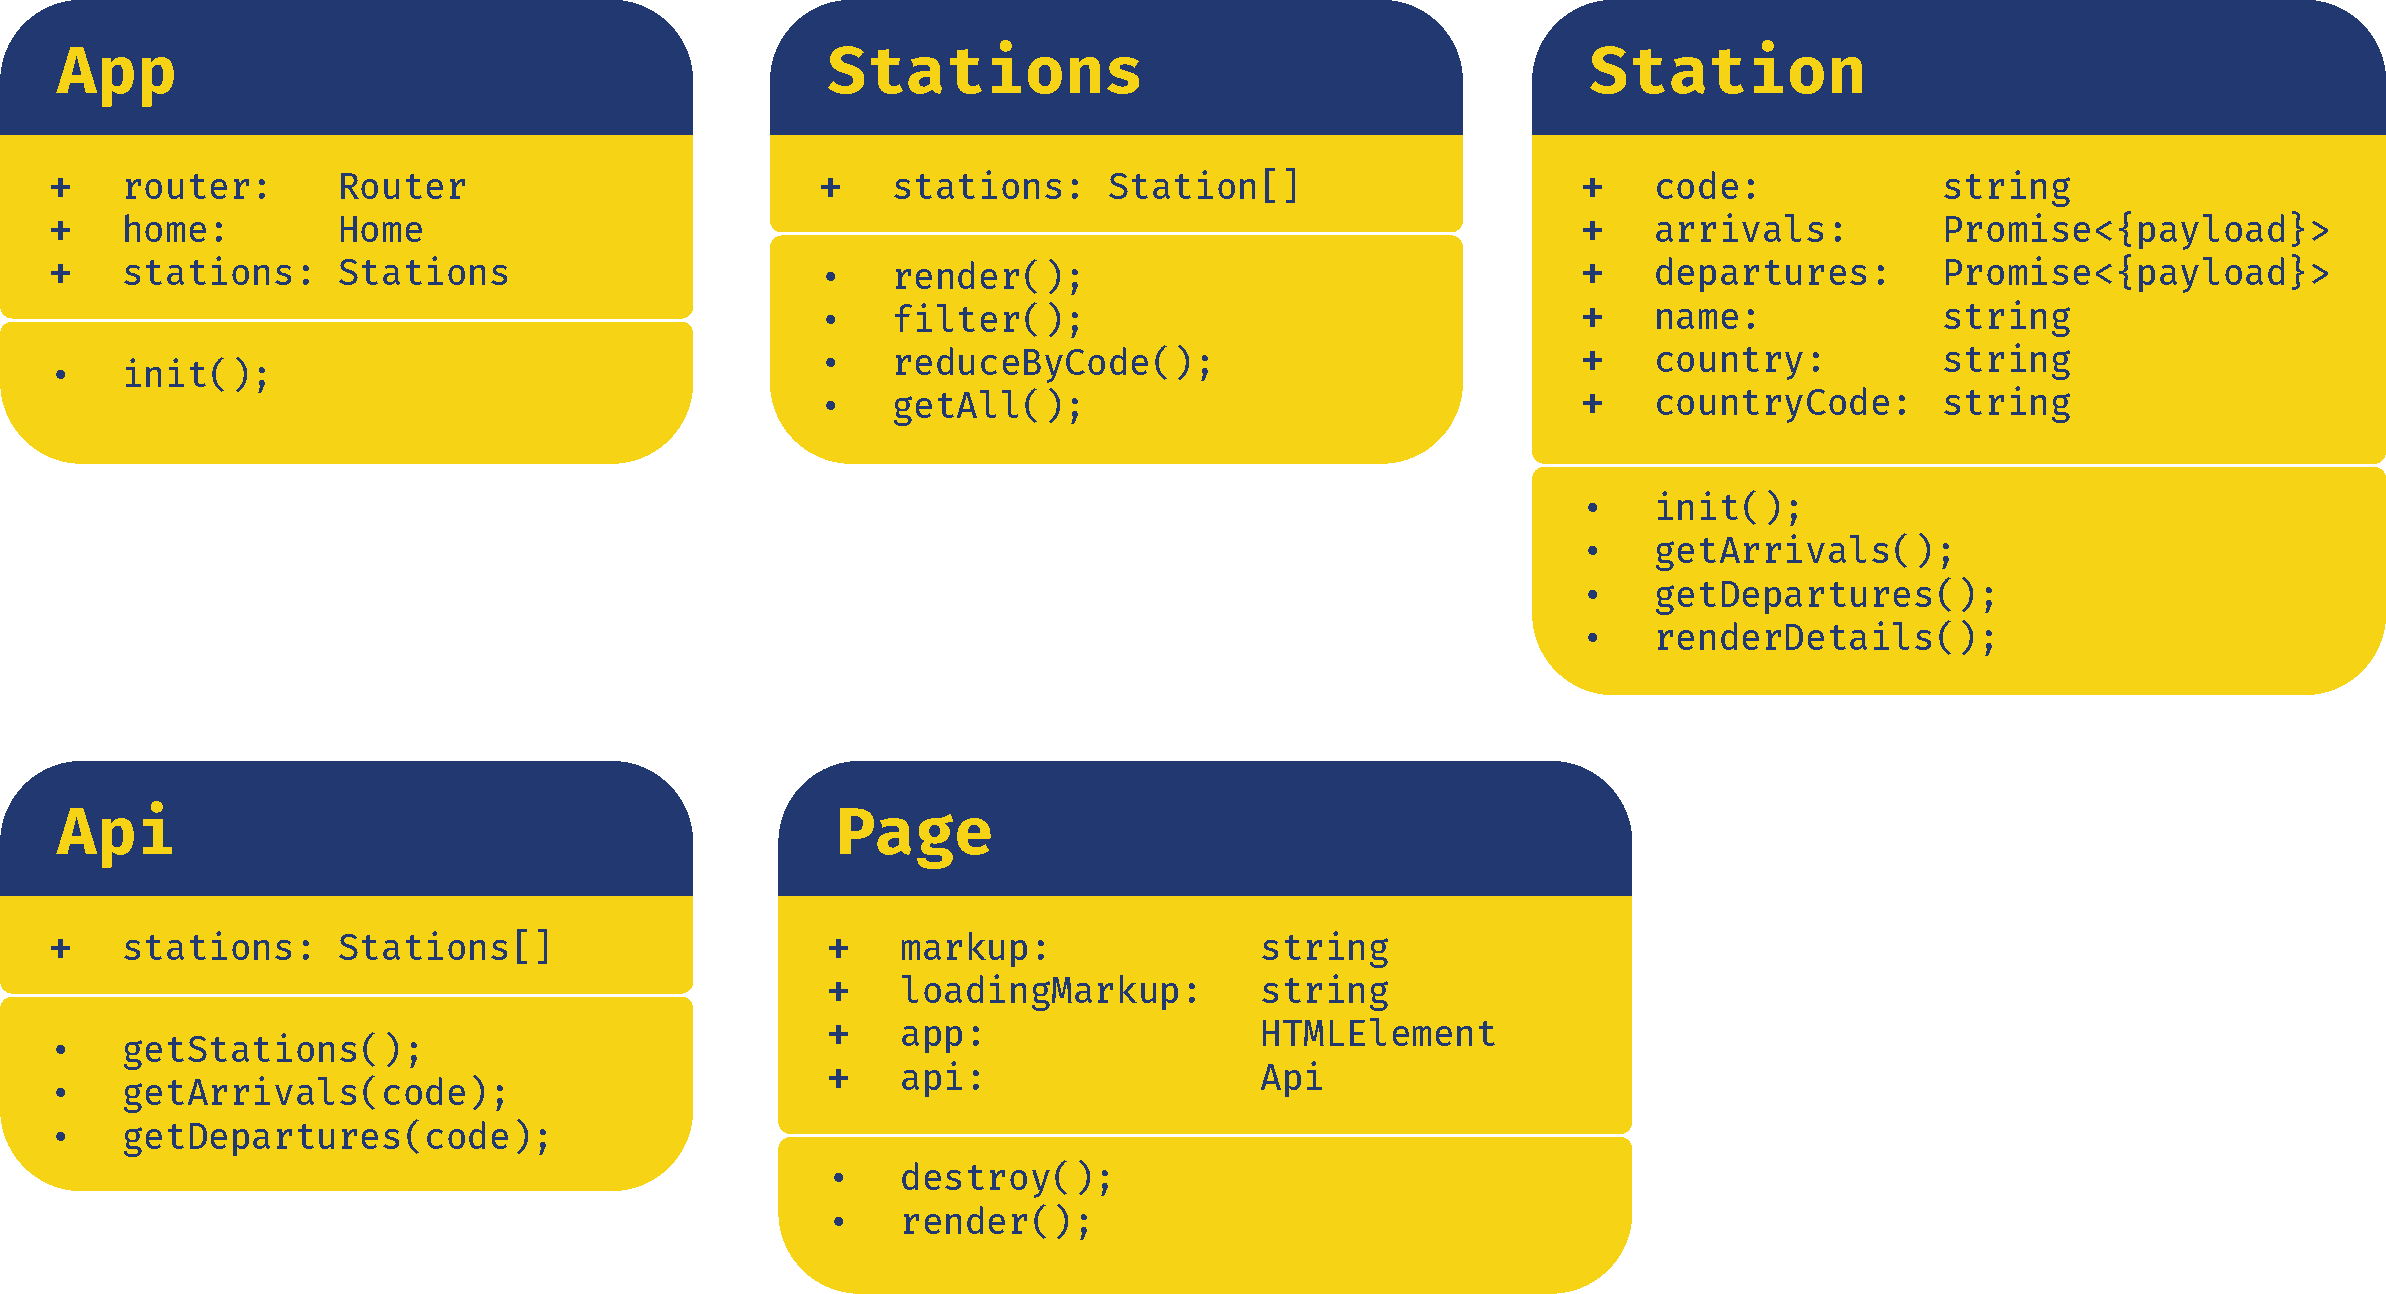 App
+ router: Router
+ home: Home
+ stations: Stations
• init();
Stations
+ stations: Station[]
• render();
• filter();
• reduceByCode();
• getAll();
Station
+ code: string
+ arrivals: Promise<{payload}>
+ departures: Promise<{payload}>
+ name: string
+ country: string
+ countryCode: string
• init();
• getArrivals();
• getDepartures();
• renderDetails();
Api
+ stations: Stations[]
• getStations();
• getArrivals(code);
• getDepartures(code);
Page
+ markup: string
+ loadingMarkup: string
+ app: HTMLElement
+ api: Api
• destroy();
• render();